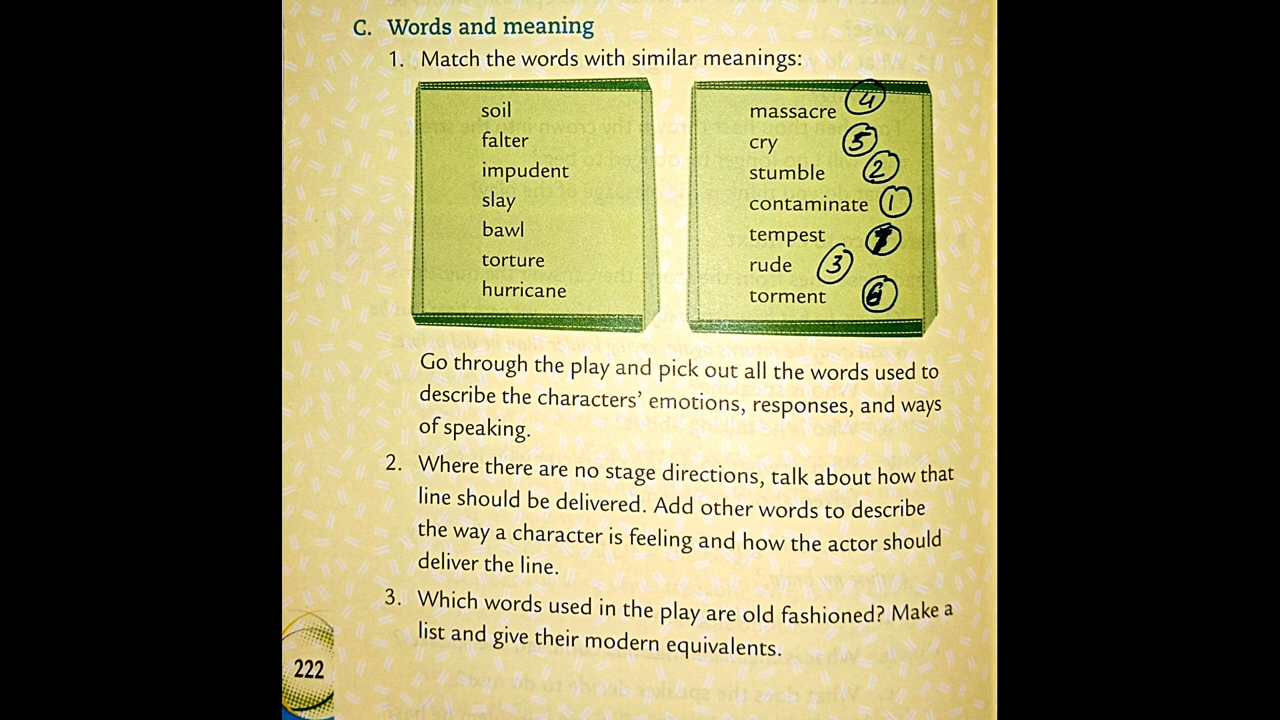 C. Words and meaning
1. Match the words with similar meanings:
soil
falter
impudent
slay
bawl
torture
hurricane
massacre 4
cry 5
stumble 2
contaminate 1
tempest 7
rude 3
torment 6
Go through the play and pick out all the words used to
describe the characters' emotions, responses, and ways
of speaking.
2. Where there are no stage directions, talk about how that
line should be delivered. Add other words to describe
the way a character is feeling and how the actor should
deliver the line.
3. Which words used in the play are old fashioned? Make a
list and give their modern equivalents.
222